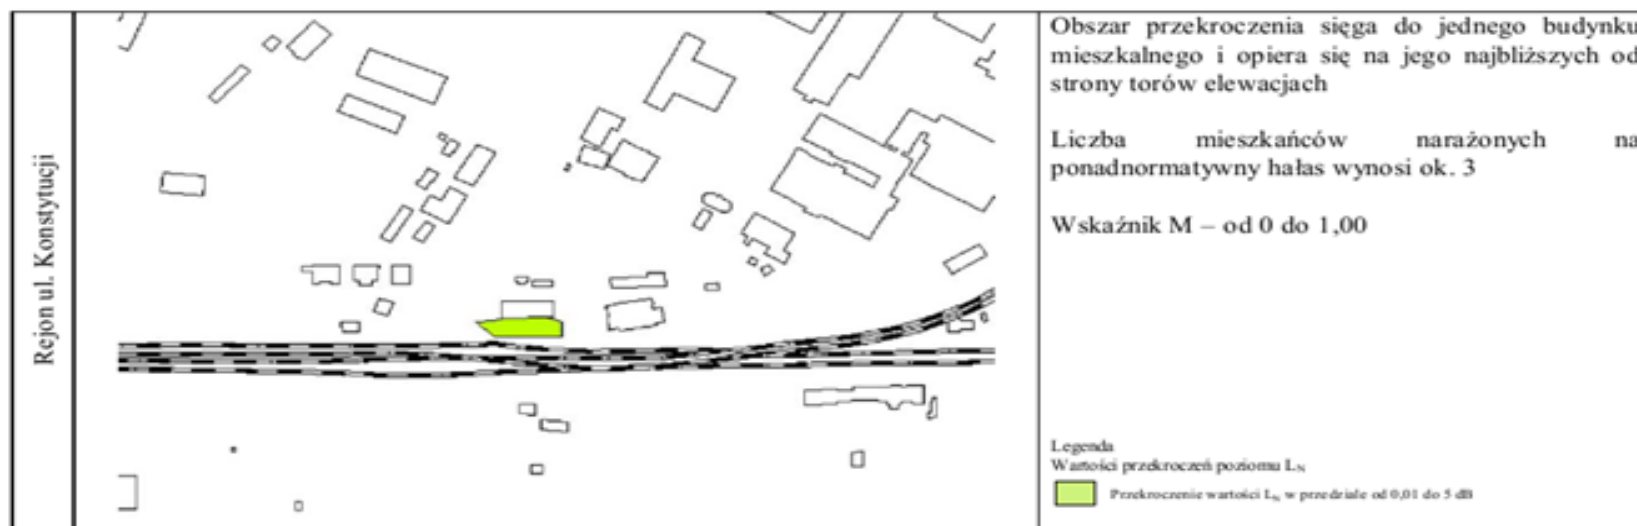 Rejon ul. Konstytucji
Obszar przekroczenia sięga do jednego budynku
mieszkalnego i opiera się na jego najbliższych od
strony torów elewacjach
Liczba mieszkańców narażonych na
ponadnormatywny hałas wynosi ok. 3
Wskaźnik M – od 0 do 1,00
Legenda
Wartości przekroczeń poziomu LN
Przekroczenie wartości LN w przedziale od 0,01 do 5 dB